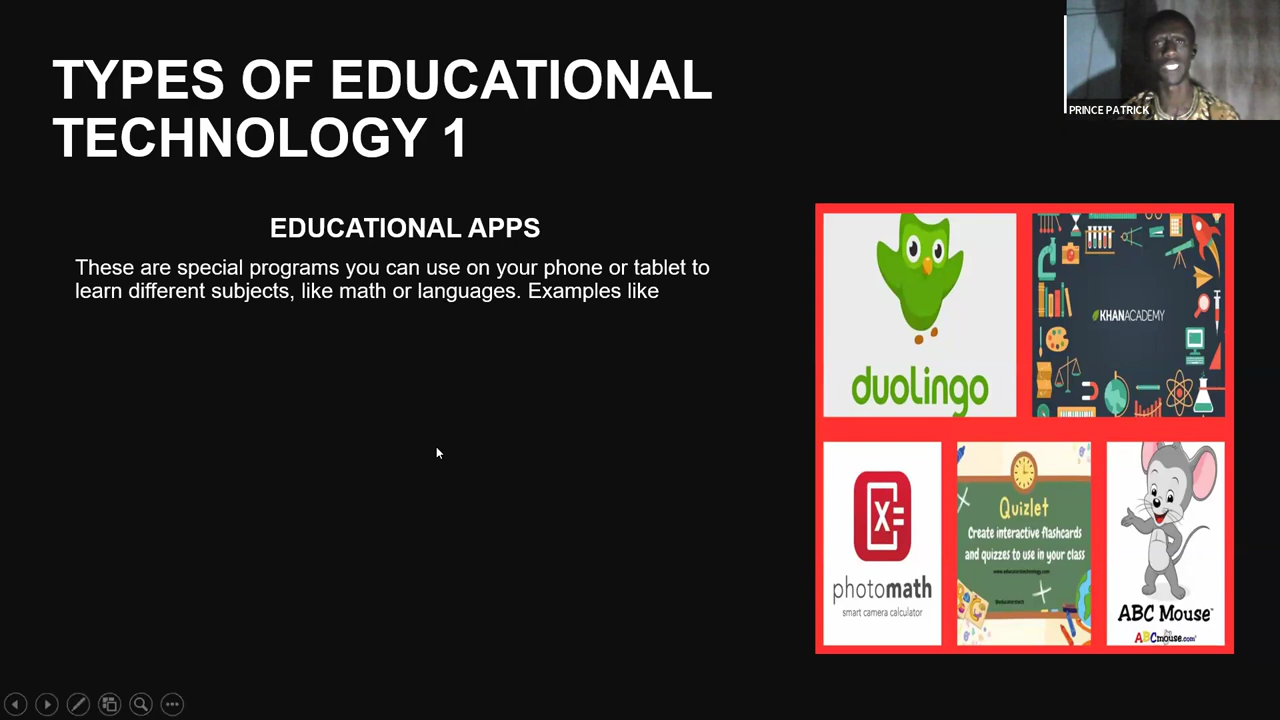 TYPES OF EDUCATIONAL
TECHNOLOGY 1
PRINCE PATRICK
EDUCATIONAL APPS
These are special programs you can use on your phone or tablet to
learn different subjects, like math or languages. Examples like
duolingo
KHANACADEMY
photomath
smart camera calculator
Quizlet
Create interactive flashcards
and quizzes to use in your class
ABC Mouse™
ABCmouse.com®